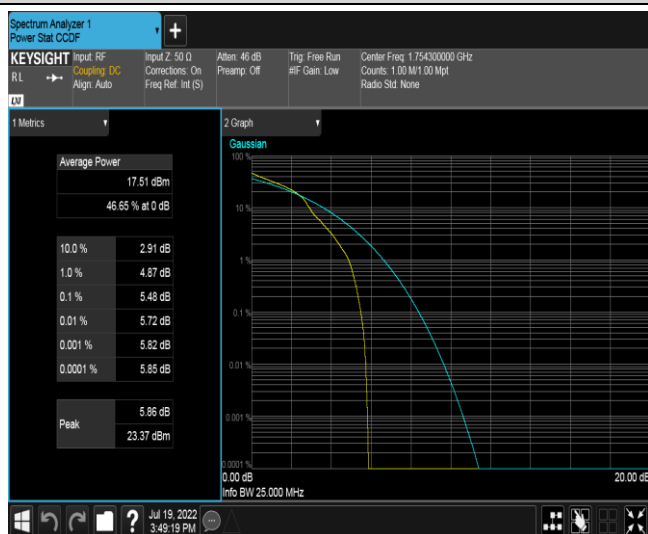 Spectrum Analyzer 1
Power Stat CCDF
KEYSIGHT
RL
LXI
Input: RF
Coupling: DC
Align: Auto
Input Z: 50 Ω
Corrections: On
Freq Ref: Int (S)
Atten: 46 dB
Preamp: Off
Trig: Free Run
#IF Gain: Low
Center Freq: 1.754300000 GHz
Counts: 1.00 M/1.00 Mpt
Radio Std: None
1 Metrics
Average Power
17.51 dBm
46.65 % at 0 dB
10.0 % 2.91 dB
1.0 % 4.87 dB
0.1 % 5.48 dB
0.01 % 5.72 dB
0.001 % 5.82 dB
0.0001 % 5.85 dB
Peak
5.86 dB
23.37 dBm
2 Graph
Gaussian
100 %
10 %
1 %
0.1 %
0.01 %
0.001 %
0.0001 %
0.00 dB 20.00 dB
Info BW 25.000 MHz
?
Jul 19, 2022
3:49:19 PM